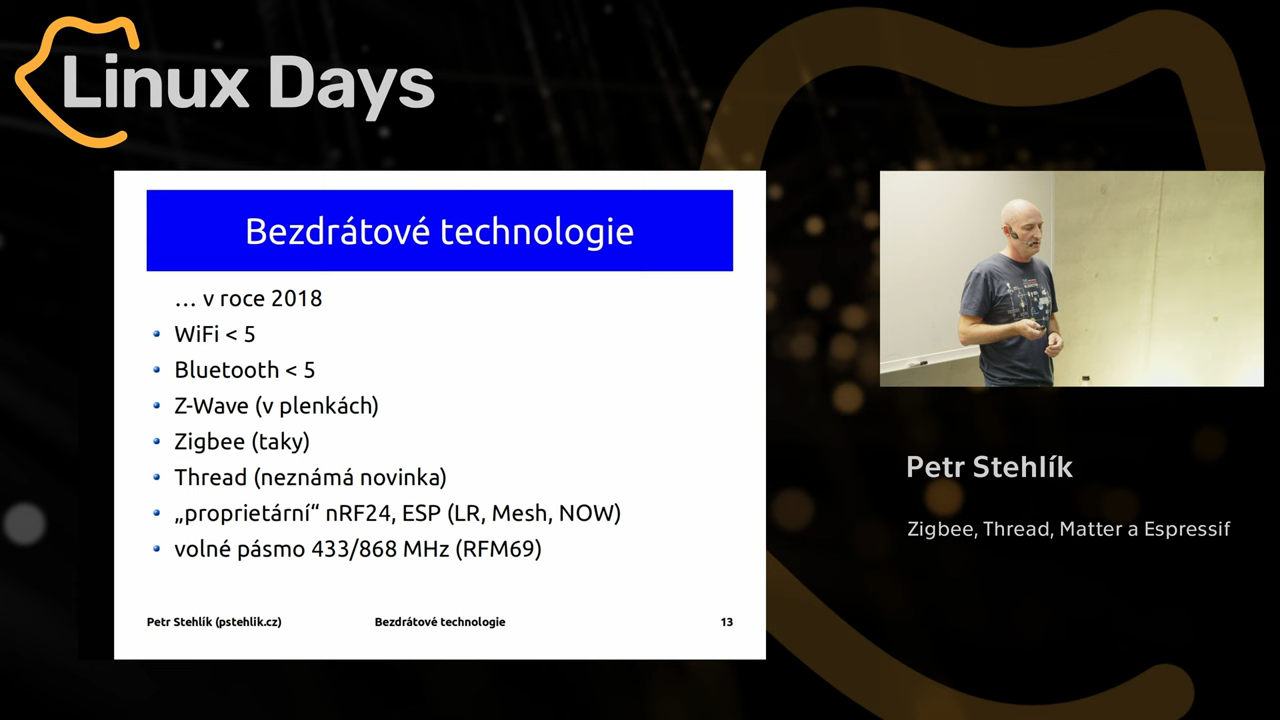 Linux Days
Bezdrátové technologie
… v roce 2018
WiFi < 5
Bluetooth < 5
Z-Wave (v plenkách)
Zigbee (taky)
Thread (neznámá novinka)
„proprietární“ nRF24, ESP (LR, Mesh, NOW)
volné pásmo 433/868 MHz (RFM69)
Petr Stehlík (pstehlik.cz)
Bezdrátové technologie
13
Petr Stehlík
Zigbee, Thread, Matter a Espressif